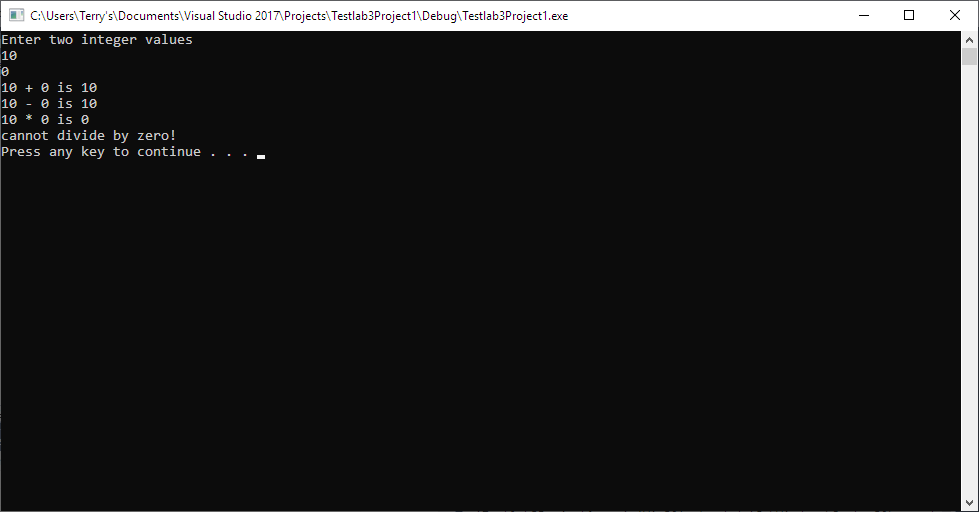 C:\Users\Terry's\Documents\Visual Studio 2017\Projects\Testlab3Project1\Debug\Testlab3Project1.exe
Enter two integer values
10
0
10 + 0 is 10
10 - 0 is 10
10 * 0 is 0
cannot divide by zero!
Press any key to continue . . .